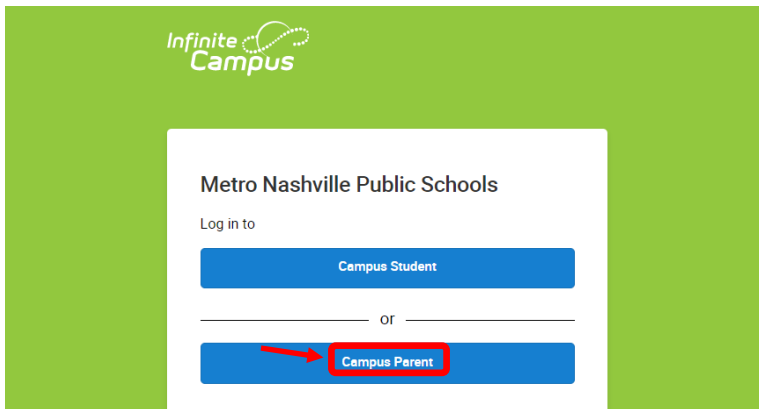 Infinite
Campus
Metro Nashville Public Schools
Log in to
Campus Student
or
Campus Parent